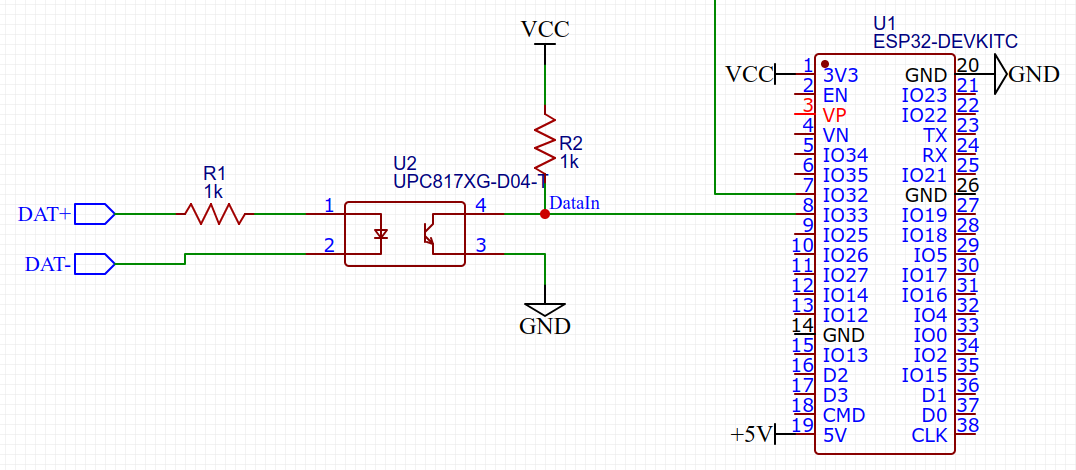 VCC
R2
1k
U2
UPC817XG-D04-T
R1
1k
DAT+
DAT-
1
2
4
3
DataIn
GND
U1
ESP32-DEVKITC
VCC
+5V
GND
1 3V3
2 EN
3 VP
4 VN
5 IO34
6 IO35
7 IO32
8 IO33
9 IO25
10 IO26
11 IO27
12 IO14
13 IO12
14 GND
15 IO13
16 D2
17 D3
18 CMD
19 5V
GND 20
IO23 21
IO22 22
TX 23
RX 24
IO21 25
GND 26
IO19 27
IO18 28
IO5 29
IO17 30
IO16 31
IO4 32
IO0 33
IO2 34
IO15 35
D1 36
D0 37
CLK 38